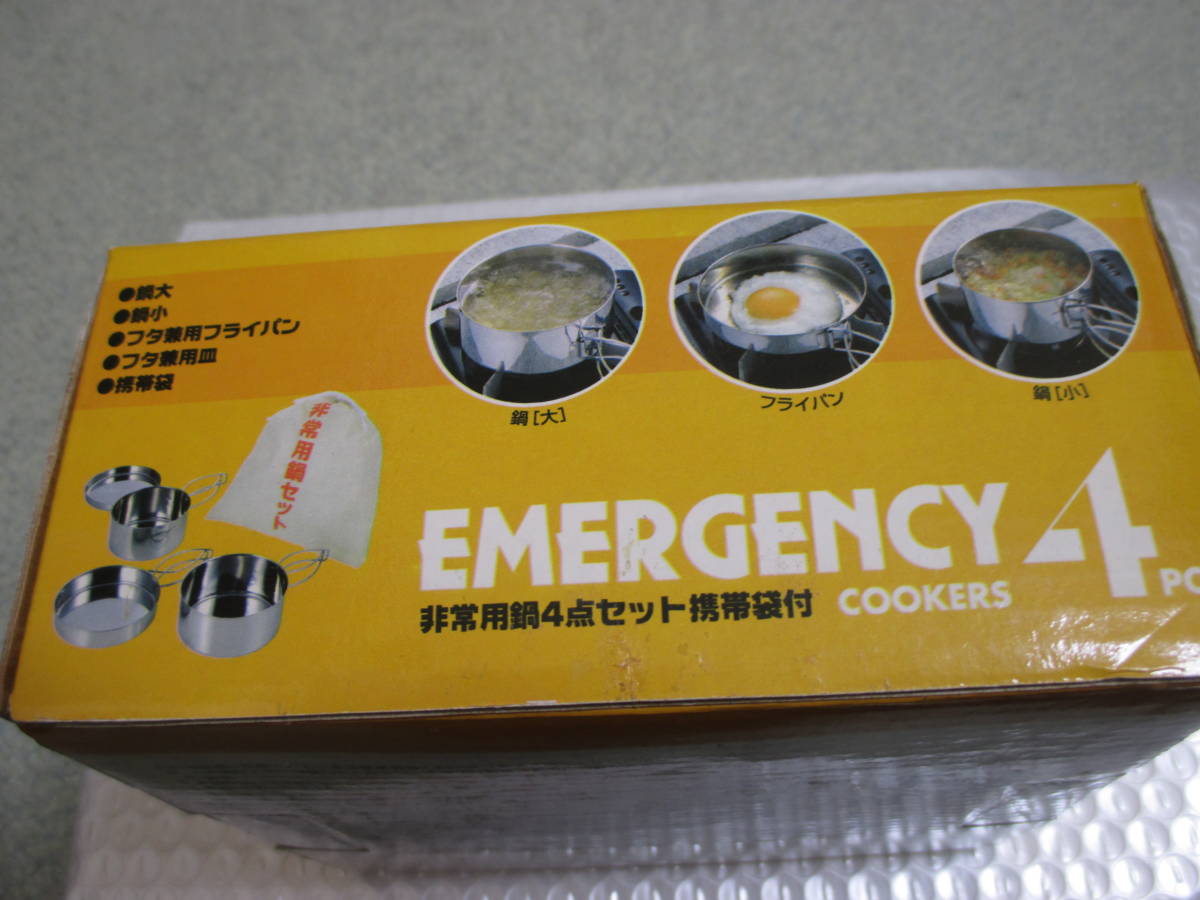 ●鍋大
●鍋小
●フタ兼用フライパン
●フタ兼用皿
●携帯袋
鍋[大]
フライパン
鍋[小]
非常用鍋セット
EMERGENCY 4
COOKERS
非常用鍋4点セット携帯袋付